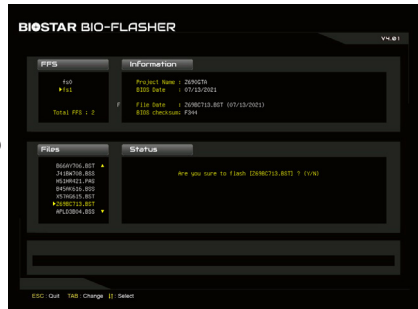 BIOSTAR BIO-FLASHER
V4.01
FFS
fs0
▶fs1
Total FFS : 2
Information
Project Name : Z690GTA
BIOS Date : 07/13/2021
F
File Date : Z69BC713.BST (07/13/2021)
BIOS checksum: F344
Files
B66AY706.BST ▲
J41BW708.BSS
H51HM421.PAG
B45AK616.BSS
X57AG615.BST
▶Z69BC713.BST
APLD3B04.BSS ▼
Status
Are you sure to flash [Z69BC713.BST] ? (Y/N)
ESC : Quit TAB : Change ↕ : Select